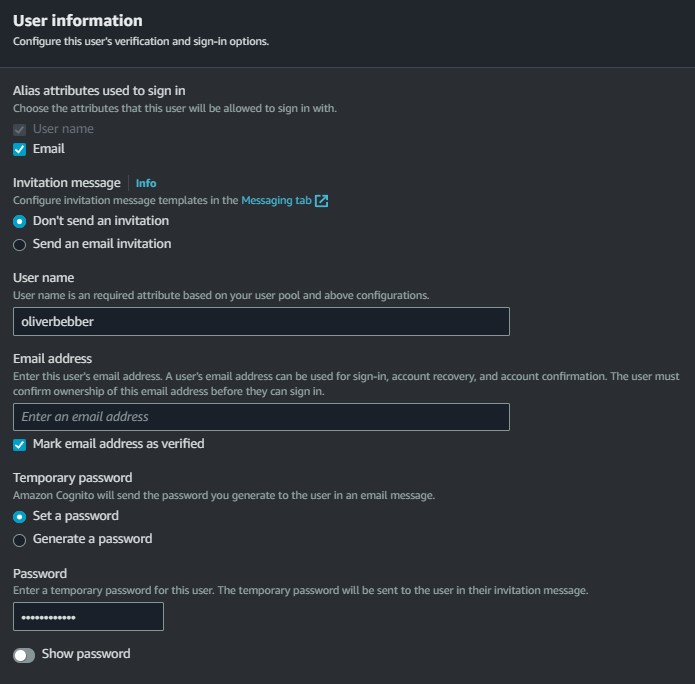 User information
Configure this user's verification and sign-in options.
Alias attributes used to sign in
Choose the attributes that this user will be allowed to sign in with.
User name
Email
Invitation message Info
Configure invitation message templates in the Messaging tab
Don't send an invitation
Send an email invitation
User name
User name is an required attribute based on your user pool and above configurations.
oliverbebber
Email address
Enter this user's email address. A user's email address can be used for sign-in, account recovery, and account confirmation. The user must
confirm ownership of this email address before they can sign in.
Enter an email address
Mark email address as verified
Temporary password
Amazon Cognito will send the password you generate to the user in an email message.
Set a password
Generate a password
Password
Enter a temporary password for this user. The temporary password will be sent to the user in their invitation message.
••••••••••••
Show password